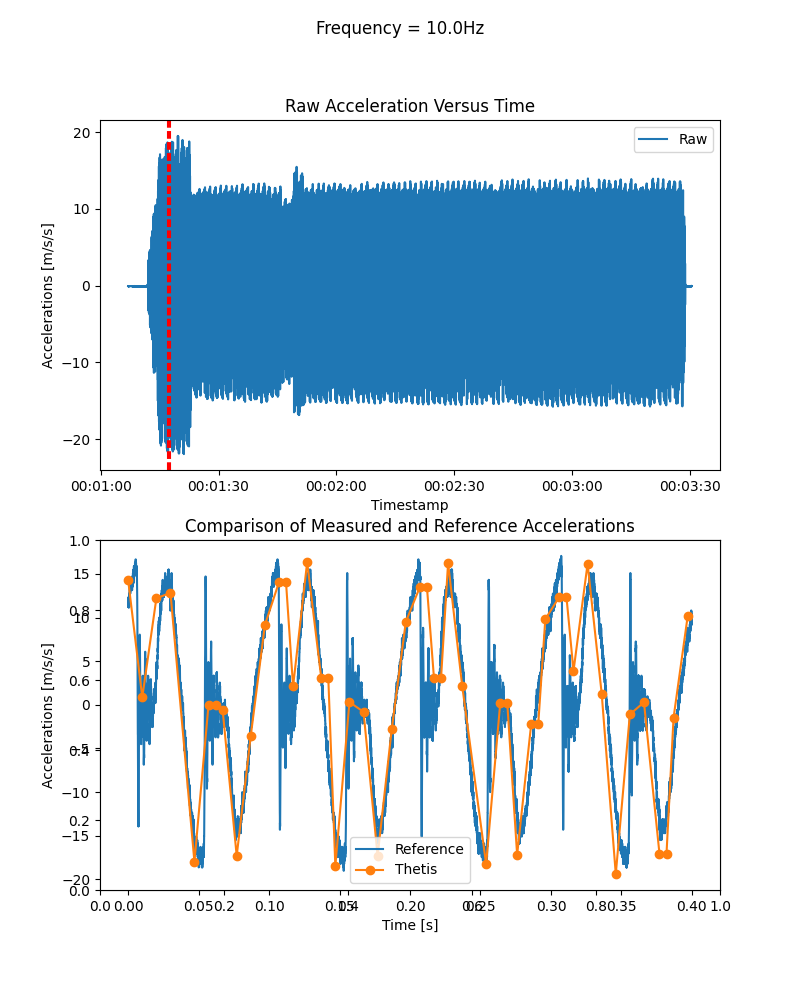 Frequency = 10.0Hz
Raw Acceleration Versus Time
20
10
0
−10
−20
Accelerations [m/s/s]
Raw
00:01:00 00:01:30 00:02:00 00:02:30 00:03:00 00:03:30
Timestamp
Comparison of Measured and Reference Accelerations
1.0
15
0.8
10
5
0.6
0
−5
0.4
−10
0.2
−15
−20
0.0
Accelerations [m/s/s]
Reference
Thetis
0.0 0.00 0.05 0.2 0.10 0.15 0.4 0.20 0.6 0.25 0.30 0.8 0.35 0.40 1.0
Time [s]